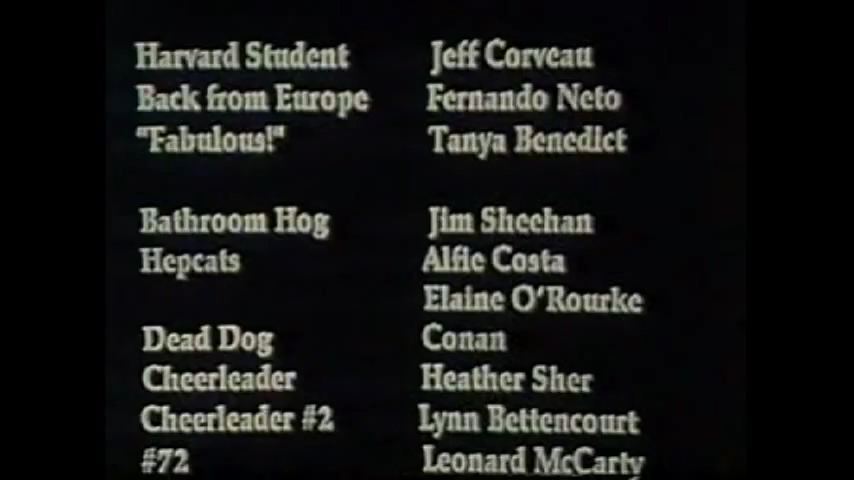 Harvard Student Jeff Corveau
Back from Europe Fernando Neto
"Fabulous!" Tanya Benedict
Bathroom Hog Jim Sheehan
Hepcats Alfie Costa
Elaine O'Rourke
Dead Dog Conan
Cheerleader Heather Sher
Cheerleader #2 Lynn Bettencourt
#72 Leonard McCarty